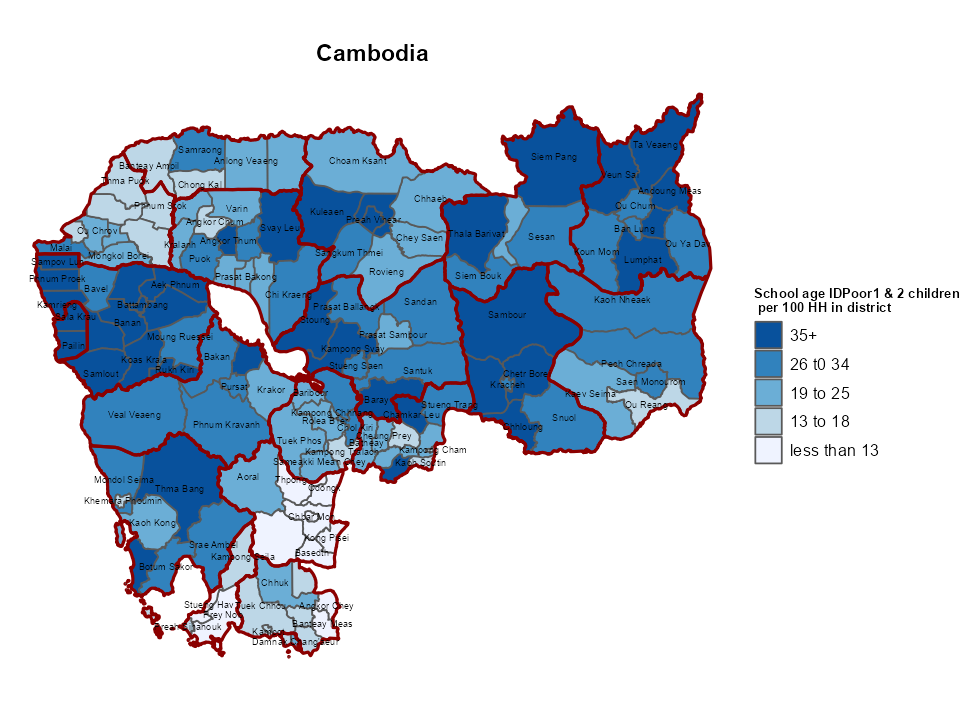 Cambodia
Ta Veaeng
Siem Pang
Samraong
Anlong Veaeng
Choam Ksant
Banteay Ampil
Veun Sai
Thma Puok
Chong Kal
Andoung Meas
Chhaeb
Phnum Srok
Varin
Kuleaen
Ou Chum
Angkor Chum
Preah Vihear
Svay Leu
Ban Lung
Ou Chrov
Thala Barivat
Chey Saen
Sesan
Kralanh
Angkor Thum
Ou Ya Dav
Malai
Sangkum Thmei
Koun Mom
Mongkol Borei
Puok
Lumphat
Sampov Lun
Rovieng
Prasat Bakong
Siem Bouk
Phnum Proek
Aek Phnum
Bavel
Chi Kraeng
Kaoh Nheaek
Kamrieng
Battambang
Prasat Ballangk
Sandan
Sala Krau
Sambour
Banan
Stoung
Moung Ruessei
Prasat Sambour
Pailin
Kampong Svay
Bakan
Koas Krala
Pech Chreada
Rukh Kiri
Stueng Saen
Santuk
Chetr Borei
Samlout
Kracheh
Saen Monourom
Pursat
Krakor
Kaev Seima
Baribour
Baray
Stueng Trang
Ou Reang
Veal Veaeng
Kampong Chhnang
Chamkar Leu
Rolea B'ier
Snuol
Phnum Kravanh
Chol Kiri
Chhloung
Cheung Prey
Tuek Phos
Batheay
Kampong Tralach
Kampong Cham
Sameakki Mean Chey
Kaoh Soutin
Mondol Seima
Aoral
Thpong
Thma Bang
Odongk
Khemara Phoumin
Chbar Mon
Kaoh Kong
Kong Pisei
Srae Ambel
Basedth
Kampong Seila
Botum Sakor
Chhuk
Stueng Hav
Tuek Chhou
Angkor Chey
Prey Nob
Banteay Meas
Preah Sihanouk
Kampot
Damnak Chang'aeur
School age IDPoor1 & 2 children
per 100 HH in district
35+
26 t0 34
19 to 25
13 to 18
less than 13